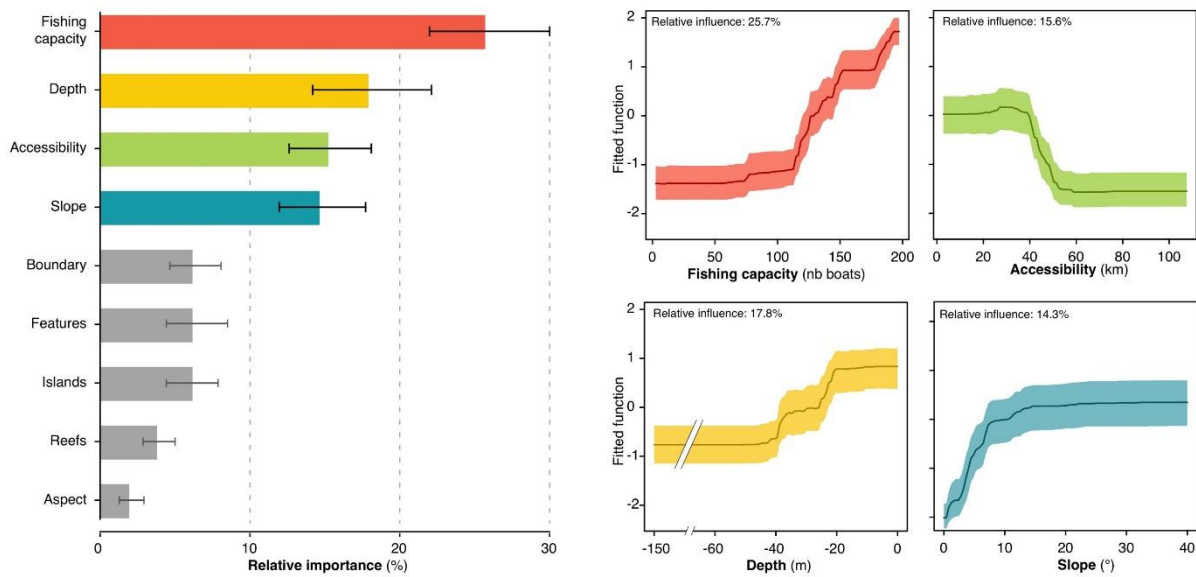 Fishing
capacity
Depth
Accessibility
Slope
Boundary
Features
Islands
Reefs
Aspect
0 10 20 30
Relative importance (%)
Relative influence: 25.7%
2
1
0
-1
-2
Fitted function
0 50 100 150 200
Fishing capacity (nb boats)
Relative influence: 15.6%
0 20 40 60 80 100
Accessibility (km)
Relative influence: 17.8%
2
1
0
-1
-2
Fitted function
-150 -60 -40 -20 0
Depth (m)
Relative influence: 14.3%
0 10 20 30 40
Slope (°)